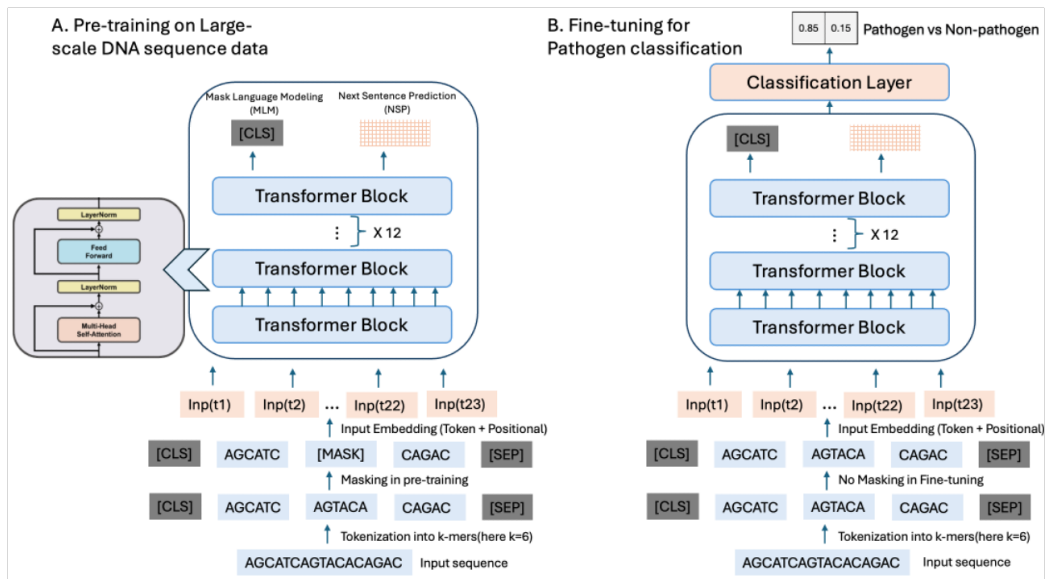 A. Pre-training on Large-
scale DNA sequence data
Mask Language Modeling
(MLM)
Next Sentence Prediction
(NSP)
[CLS]
Transformer Block
⋮ X 12
Transformer Block
Transformer Block
LayerNorm
+
Feed
Forward
LayerNorm
+
Multi-Head
Self-Attention
Inp(t1) Inp(t2) ... Inp(t22) Inp(t23)
Input Embedding (Token + Positional)
[CLS] AGCATC [MASK] CAGAC [SEP]
Masking in pre-training
[CLS] AGCATC AGTACA CAGAC [SEP]
Tokenization into k-mers(here k=6)
AGCATCAGTACACAGAC Input sequence
B. Fine-tuning for
Pathogen classification
0.85 0.15 Pathogen vs Non-pathogen
Classification Layer
[CLS]
Transformer Block
⋮ X 12
Transformer Block
Transformer Block
Inp(t1) Inp(t2) ... Inp(t22) Inp(t23)
Input Embedding (Token + Positional)
[CLS] AGCATC AGTACA CAGAC [SEP]
No Masking in Fine-tuning
[CLS] AGCATC AGTACA CAGAC [SEP]
Tokenization into k-mers(here k=6)
AGCATCAGTACACAGAC Input sequence